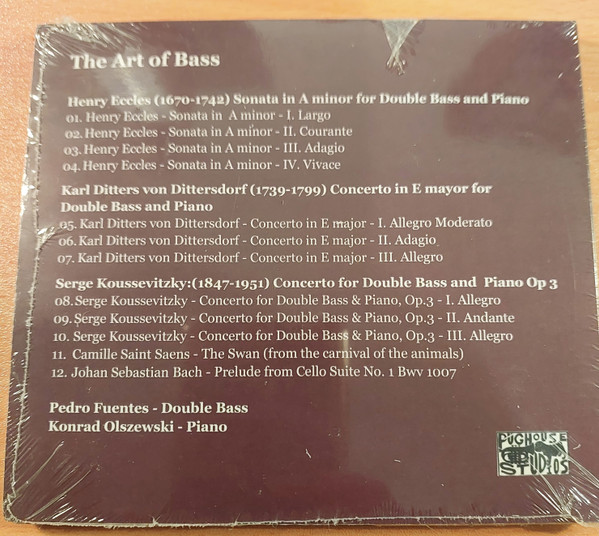 The Art of Bass
Henry Eccles (1670-1742) Sonata in A minor for Double Bass and Piano
01. Henry Eccles - Sonata in A minor - I. Largo
02. Henry Eccles - Sonata in A minor - II. Courante
03. Henry Eccles - Sonata in A minor - III. Adagio
04. Henry Eccles - Sonata in A minor - IV. Vivace
Karl Ditters von Dittersdorf (1739-1799) Concerto in E mayor for
Double Bass and Piano
05. Karl Ditters von Dittersdorf - Concerto in E major - I. Allegro Moderato
06. Karl Ditters von Dittersdorf - Concerto in E major - II. Adagio
07. Karl Ditters von Dittersdorf - Concerto in E major - III. Allegro
Serge Koussevitzky:(1847-1951) Concerto for Double Bass and Piano Op 3
08. Serge Koussevitzky - Concerto for Double Bass & Piano, Op.3 - I. Allegro
09. Serge Koussevitzky - Concerto for Double Bass & Piano, Op.3 - II. Andante
10. Serge Koussevitzky - Concerto for Double Bass & Piano, Op.3 - III. Allegro
11. Camille Saint Saens - The Swan (from the carnival of the animals)
12. Johan Sebastian Bach - Prelude from Cello Suite No. 1 Bwv 1007
Pedro Fuentes - Double Bass
Konrad Olszewski - Piano
PUGHOUSE
STUDIO'S